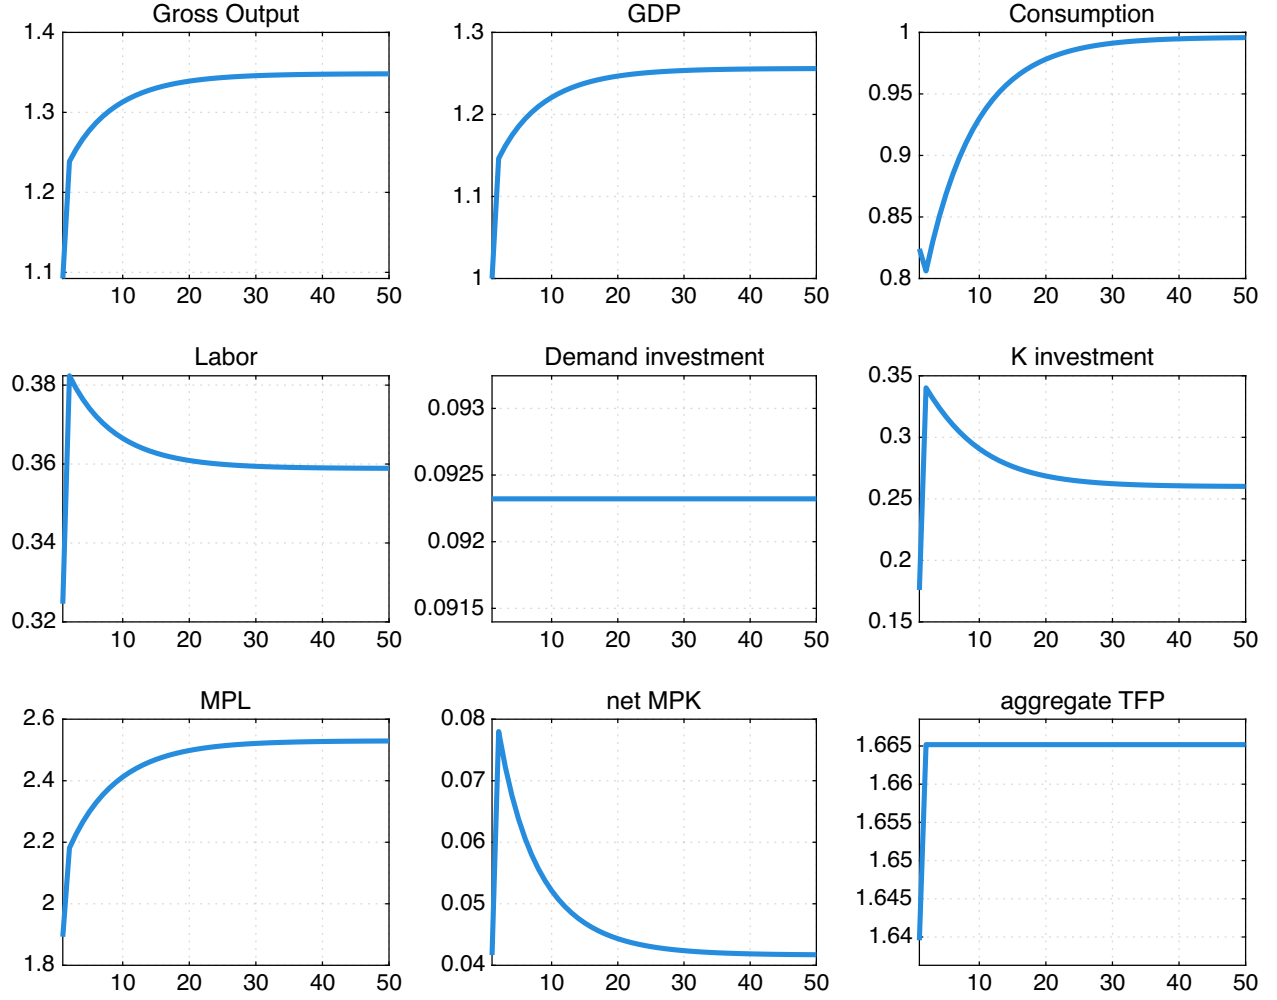 Gross Output
1.4
1.3
1.2
1.1
10 20 30 40 50
GDP
1.3
1.2
1.1
1
10 20 30 40 50
Consumption
1
0.95
0.9
0.85
0.8
10 20 30 40 50
Labor
0.38
0.36
0.34
0.32
10 20 30 40 50
Demand investment
0.093
0.0925
0.092
0.0915
10 20 30 40 50
K investment
0.35
0.3
0.25
0.2
0.15
10 20 30 40 50
MPL
2.6
2.4
2.2
2
1.8
10 20 30 40 50
net MPK
0.08
0.07
0.06
0.05
0.04
10 20 30 40 50
aggregate TFP
1.665
1.66
1.655
1.65
1.645
1.64
10 20 30 40 50